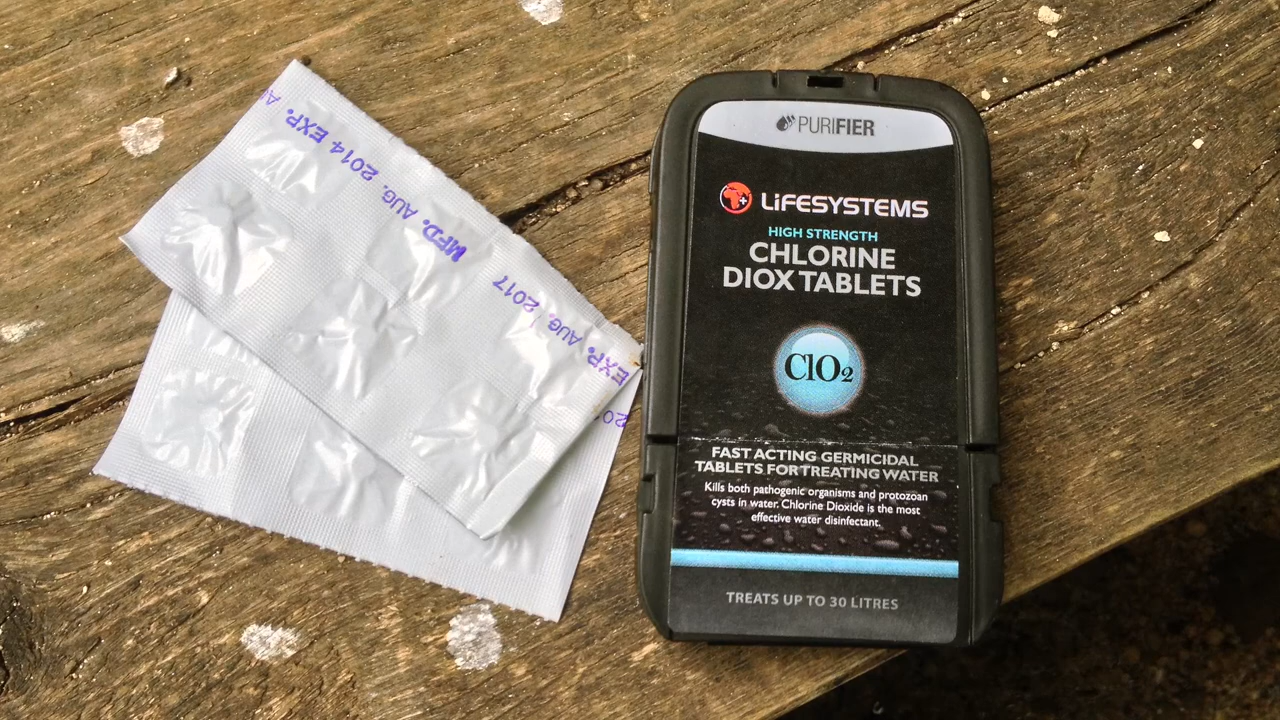 A
EXP.
MFD. AUG. 2014 EXP.
EXP. AUG. 2017
20
PURIFIER
LIFESYSTEMS
HIGH STRENGTH
CHLORINE
DIOX TABLETS
ClO2
FAST ACTING GERMICIDAL
TABLETS FOR TREATING WATER
Kills both pathogenic organisms and protozoan
cysts in water. Chlorine Dioxide is the most
effective water disinfectant.
TREATS UP TO 30 LITRES